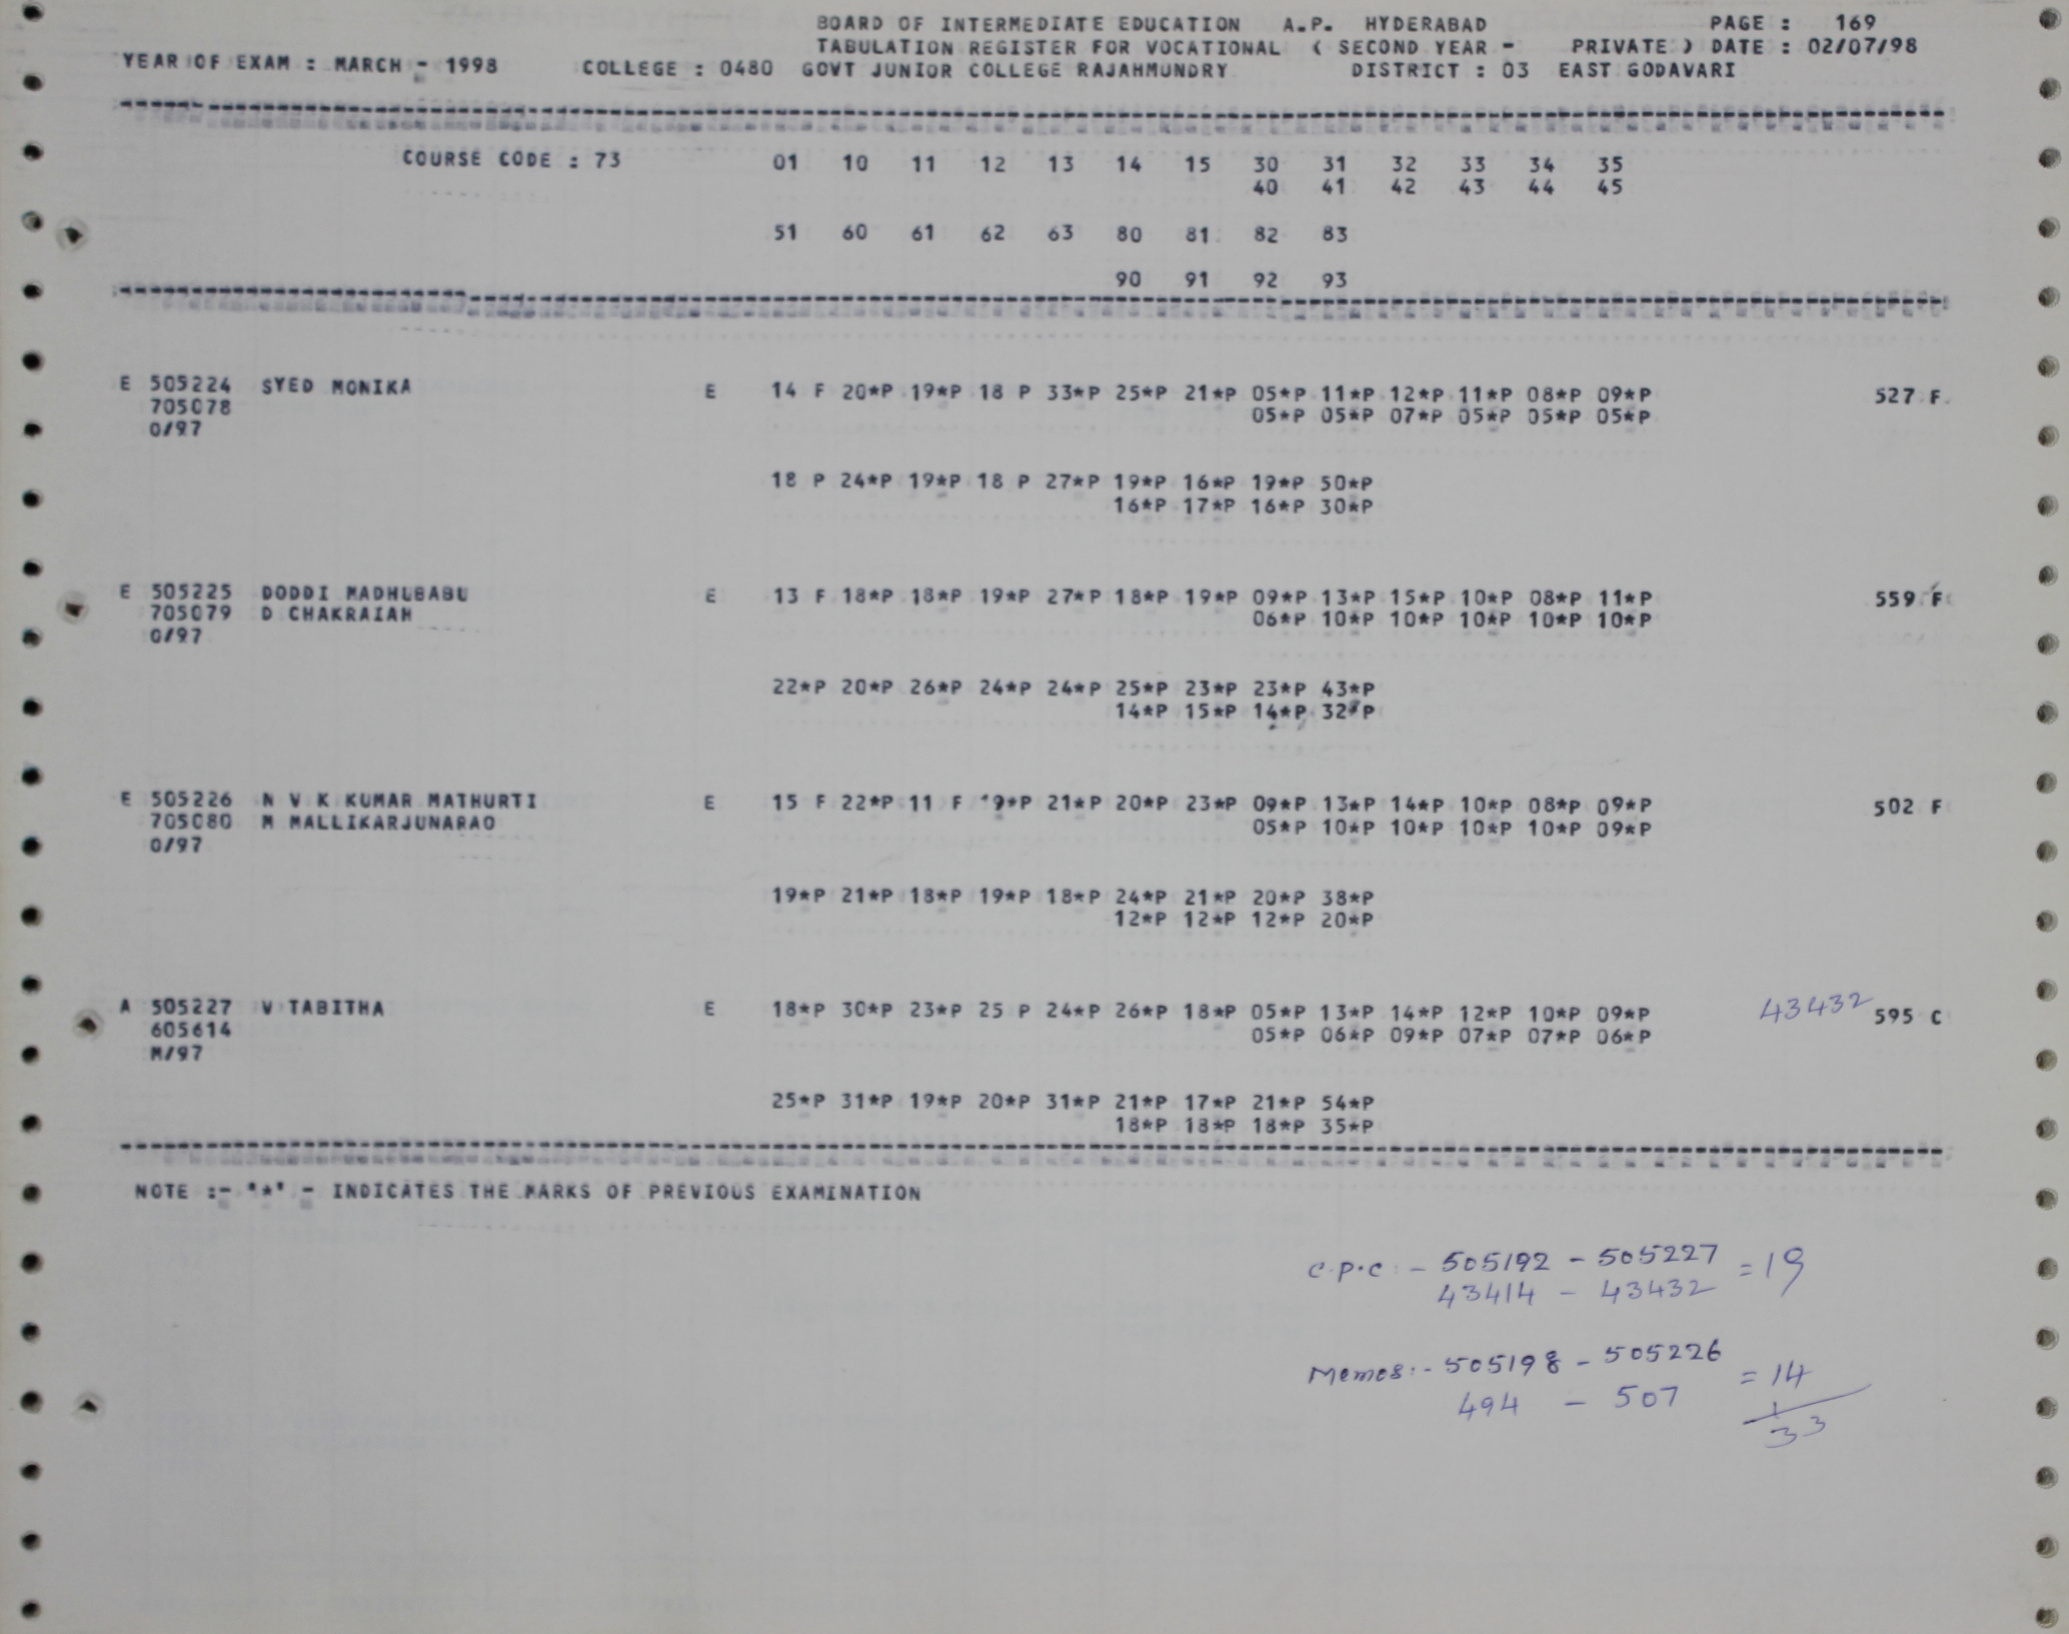 BOARD OF INTERMEDIATE EDUCATION A.P. HYDERABAD PAGE : 169
TABULATION REGISTER FOR VOCATIONAL ( SECOND YEAR - PRIVATE ) DATE : 02/07/98
YEAR OF EXAM : MARCH - 1998 COLLEGE : 0480 GOVT JUNIOR COLLEGE RAJAHMUNDRY DISTRICT : 03 EAST GODAVARI
COURSE CODE : 73 01 10 11 12 13 14 15 30 31 32 33 34 35
40 41 42 43 44 45
51 60 61 62 63 80 81 82 83
90 91 92 93
E 505224 SYED MONIKA E 14 F 20*P 19*P 18 P 33*P 25*P 21*P 05*P 11*P 12*P 11*P 08*P 09*P 527 F
705078 05*P 05*P 07*P 05*P 05*P 05*P
O/97
18 P 24*P 19*P 18 P 27*P 19*P 16*P 19*P 50*P
16*P 17*P 16*P 30*P
E 505225 DODDI MADHUBABU E 13 F 18*P 18*P 19*P 27*P 18*P 19*P 09*P 13*P 15*P 10*P 08*P 11*P 559 F
705079 D CHAKRAIAH 06*P 10*P 10*P 10*P 10*P 10*P
O/97
22*P 20*P 26*P 24*P 24*P 25*P 23*P 23*P 43*P
14*P 15*P 14*P 32*P
E 505226 N V K KUMAR MATHURTI E 15 F 22*P 11 F 19*P 21*P 20*P 23*P 09*P 13*P 14*P 10*P 08*P 09*P 502 F
705080 M MALLIKARJUNARAO 05*P 10*P 10*P 10*P 10*P 09*P
O/97
19*P 21*P 18*P 19*P 18*P 24*P 21*P 20*P 38*P
12*P 12*P 12*P 20*P
A 505227 V TABITHA E 18*P 30*P 23*P 25 P 24*P 26*P 18*P 05*P 13*P 14*P 12*P 10*P 09*P 43432 595 C
605614 05*P 06*P 09*P 07*P 07*P 06*P
M/97
25*P 31*P 19*P 20*P 31*P 21*P 17*P 21*P 54*P
18*P 18*P 18*P 35*P
NOTE :- "*" - INDICATES THE MARKS OF PREVIOUS EXAMINATION
C.P.C :- 505192 - 505227 = 19
43414 - 43432
Memos :- 505198 - 505226 = 14
494 - 507
33